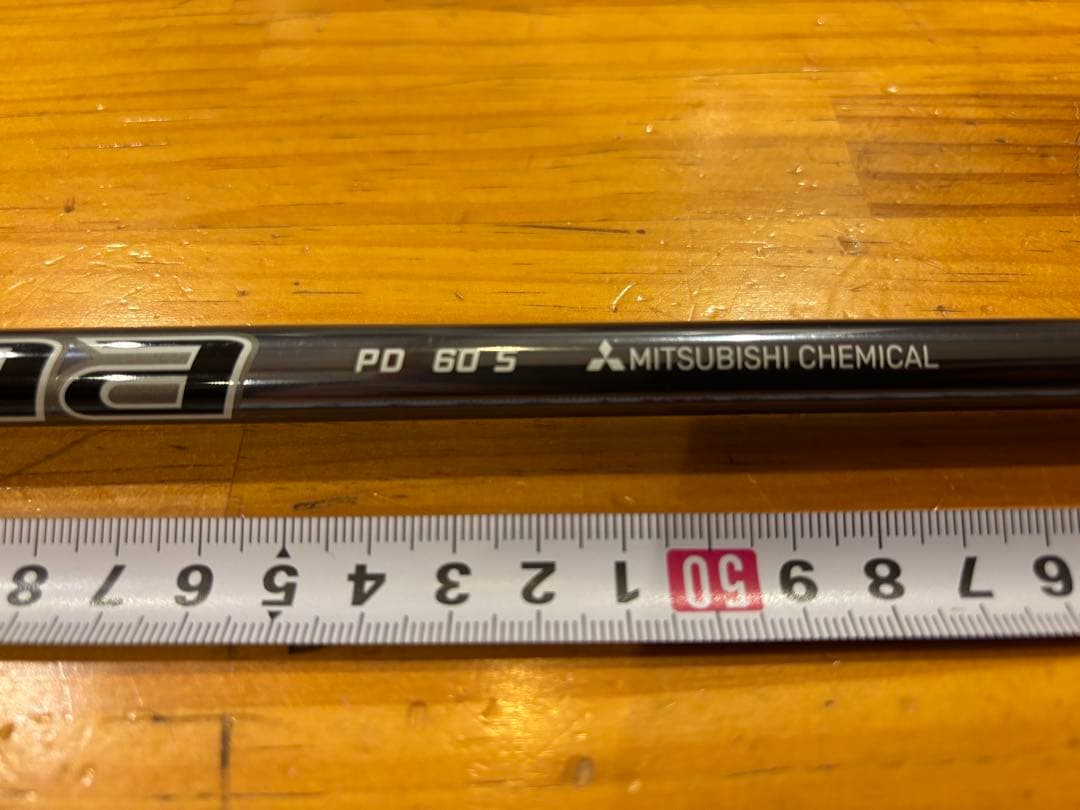 PD 60 S MITSUBISHI CHEMICAL
8 7 6 5 4 3 2 1 50 9 8 7 6